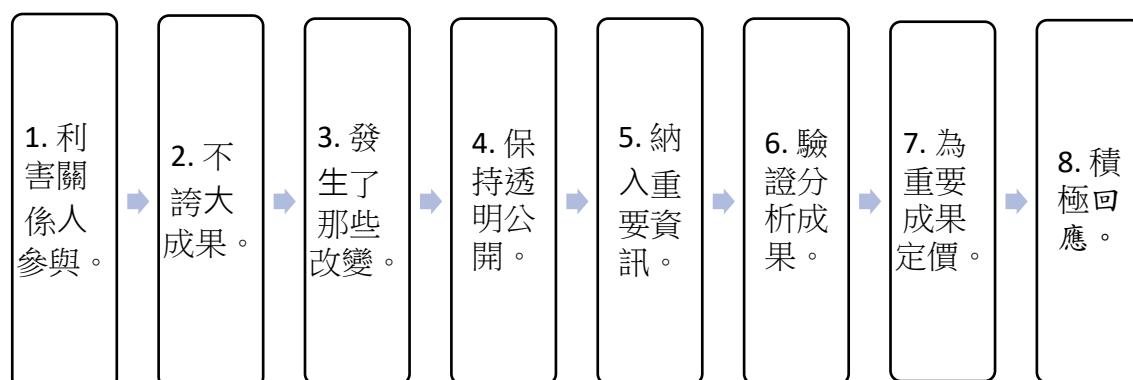 1. 利
害關
係人
參與。
2. 不
誇大
成果。
3. 發
生了
那些
改變。
4. 保
持透
明公
開。
5. 納
入重
要資
訊。
6. 驗
證分
析成
果。
7. 為
重要
成果
定價。
8. 積
極回
應。